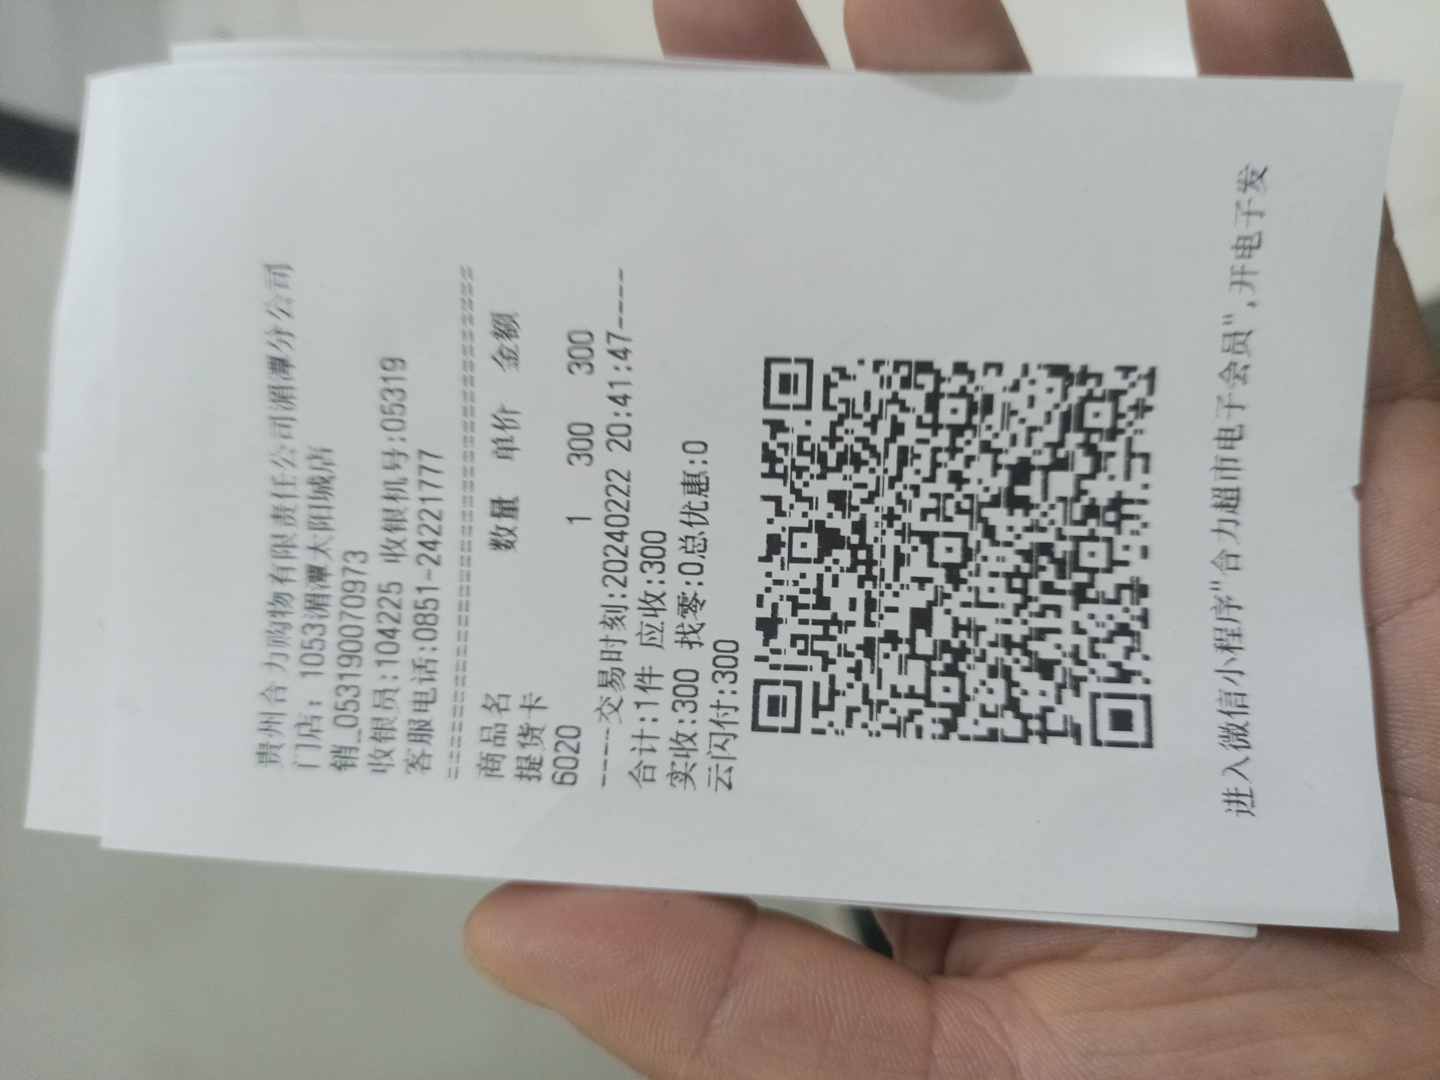 贵州合力购物有限责任公司湄潭分公司
门店: 1053湄潭太阳城店
销_0531900070973
收银员:104225 收银机号:05319
客服电话:0851-24221777
商品名 数量 单价 金额
提货卡
6020 1 300 300
----交易时刻:20240222 20:41:47----
合计:1件 应收:300
实收:300 找零:0总优惠:0
云闪付:300
进入微信小程序"合力超市电子会员",开电子发